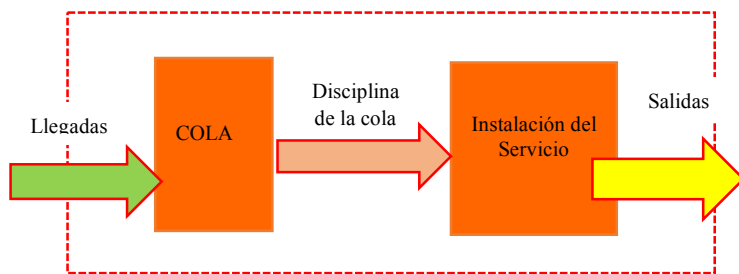 Llegadas
COLA
Disciplina
de la cola
Instalación del
Servicio
Salidas